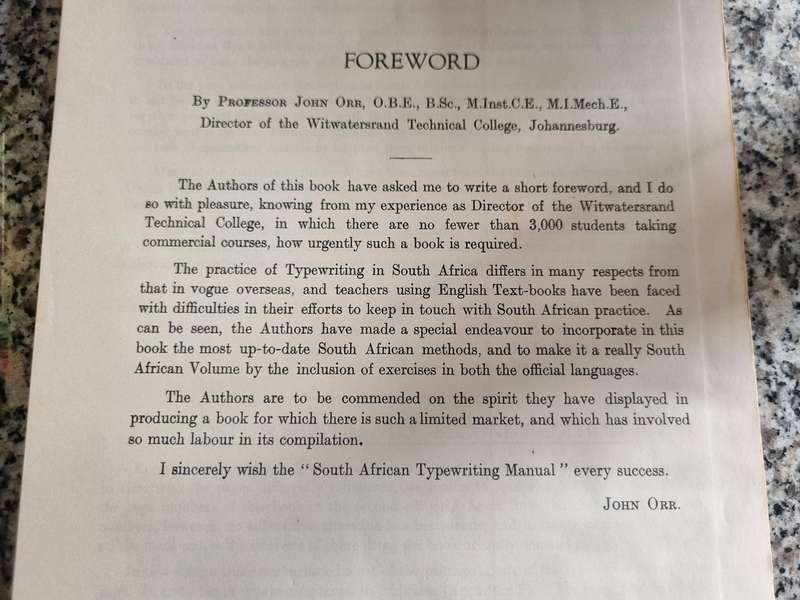 FOREWORD
By Professor John Orr, O.B.E., B.Sc., M.Inst.C.E., M.I.Mech.E.,
Director of the Witwatersrand Technical College, Johannesburg.
The Authors of this book have asked me to write a short foreword, and I do
so with pleasure, knowing from my experience as Director of the Witwatersrand
Technical College, in which there are no fewer than 3,000 students taking
commercial courses, how urgently such a book is required.
The practice of Typewriting in South Africa differs in many respects from
that in vogue overseas, and teachers using English Text-books have been faced
with difficulties in their efforts to keep in touch with South African practice. As
can be seen, the Authors have made a special endeavour to incorporate in this
book the most up-to-date South African methods, and to make it a really South
African Volume by the inclusion of exercises in both the official languages.
The Authors are to be commended on the spirit they have displayed in
producing a book for which there is such a limited market, and which has involved
so much labour in its compilation.
I sincerely wish the "South African Typewriting Manual" every success.
John Orr.